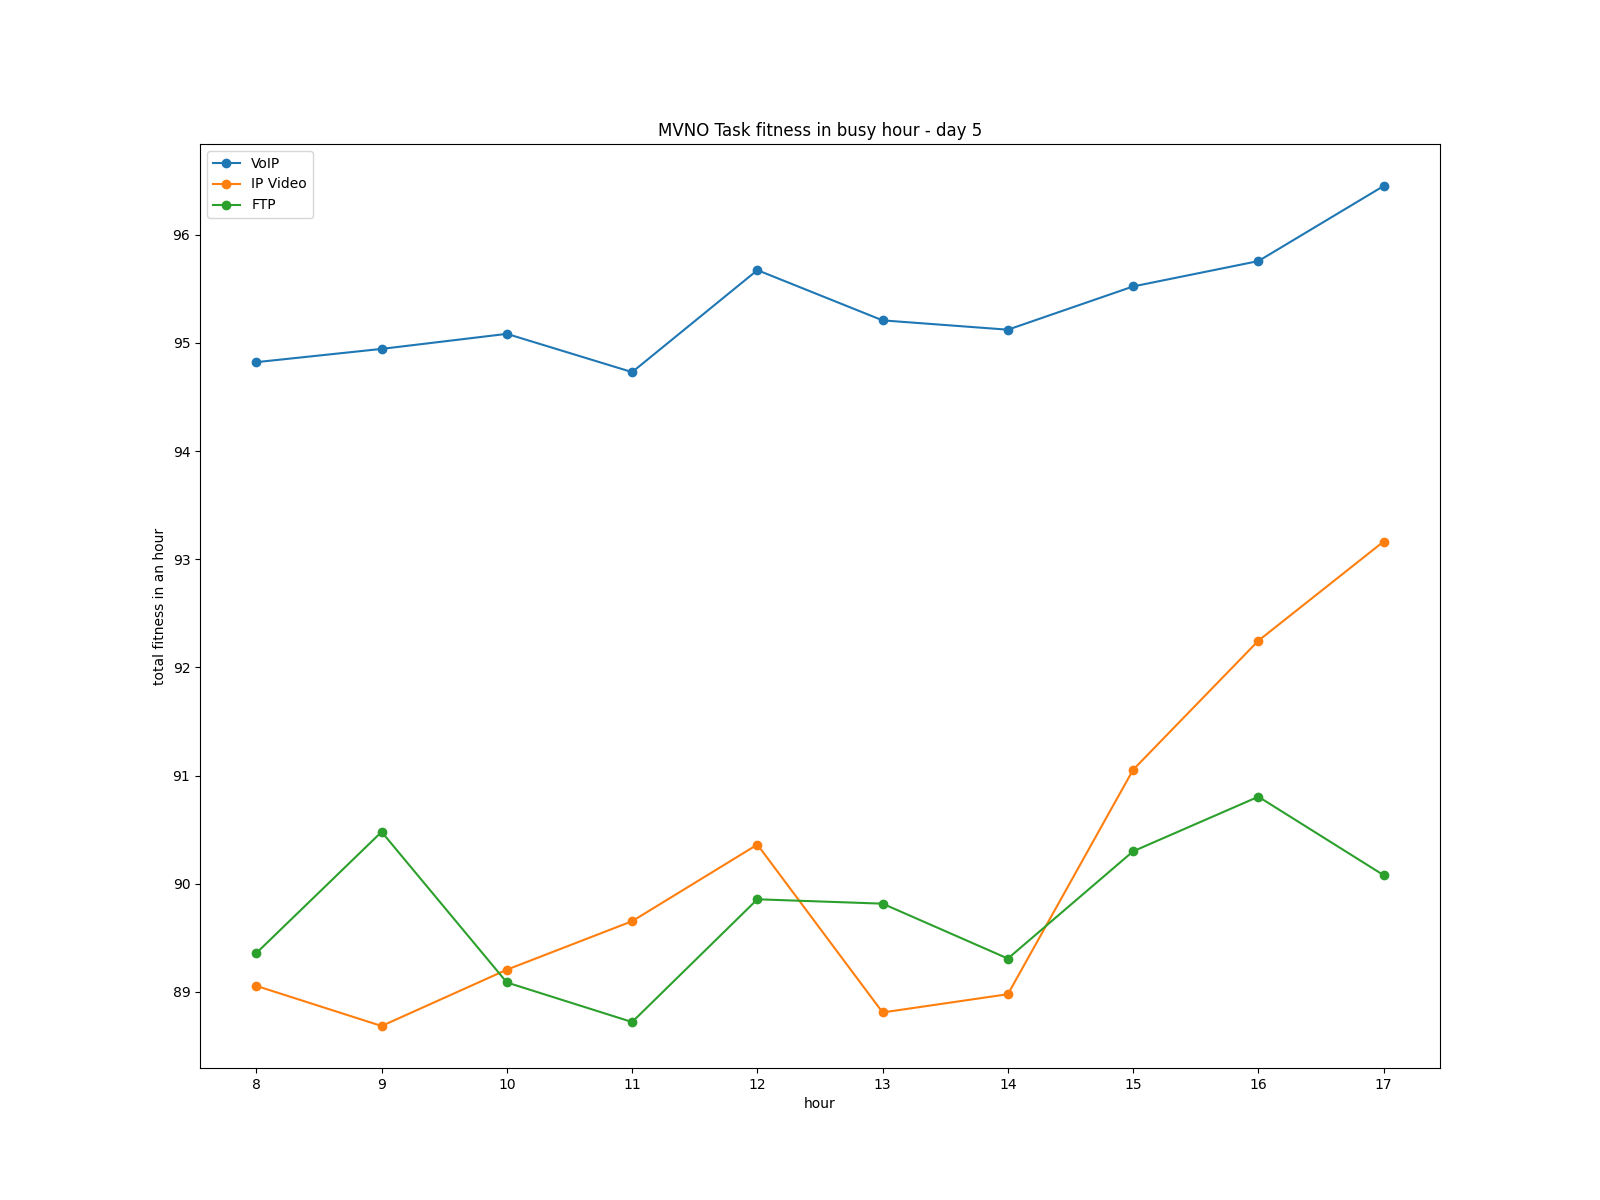 MVNO Task fitness in busy hour - day 5
VoIP
IP Video
FTP
96
95
94
93
92
91
90
89
total fitness in an hour
8 9 10 11 12 13 14 15 16 17
hour